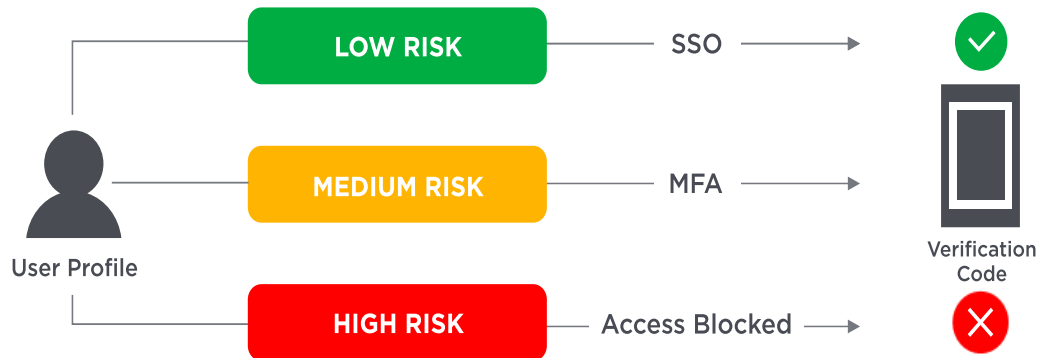 LOW RISK
SSO
MEDIUM RISK
MFA
User Profile
Verification
Code
HIGH RISK
Access Blocked